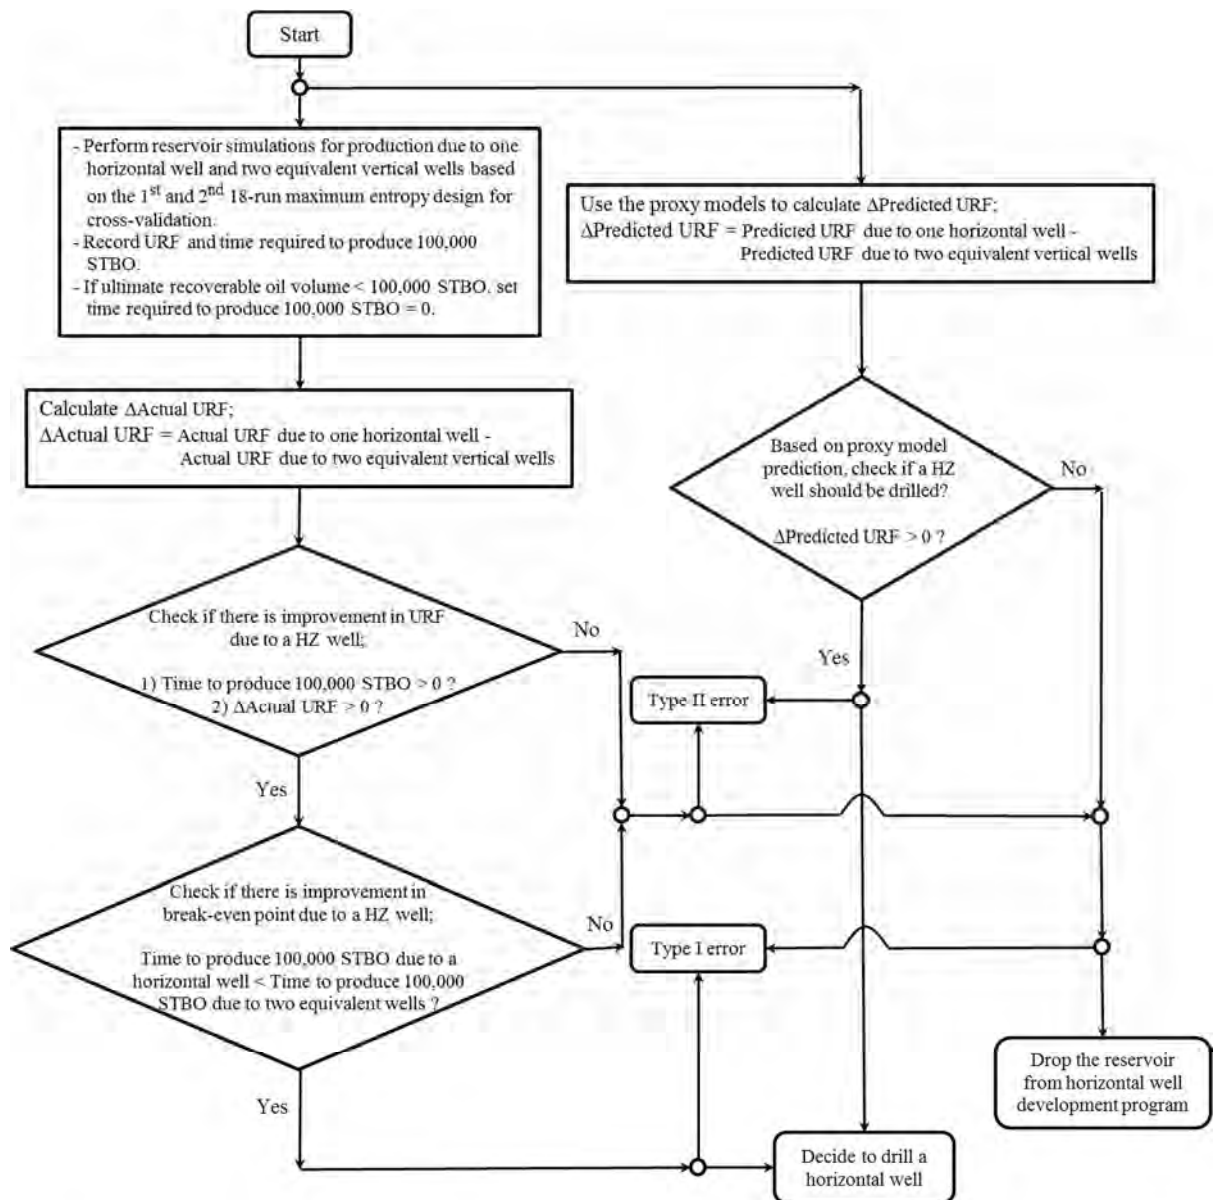 Start
- Perform reservoir simulations for production due to one
horizontal well and two equivalent vertical wells based
on the 1st and 2nd 18-run maximum entropy design for
cross-validation.
- Record URF and time required to produce 100,000
STBO.
- If ultimate recoverable oil volume < 100,000 STBO, set
time required to produce 100,000 STBO = 0.
Use the proxy models to calculate ΔPredicted URF;
ΔPredicted URF = Predicted URF due to one horizontal well -
Predicted URF due to two equivalent vertical wells
Calculate ΔActual URF;
ΔActual URF = Actual URF due to one horizontal well -
Actual URF due to two equivalent vertical wells
Based on proxy model
prediction, check if a HZ
well should be drilled?
ΔPredicted URF > 0 ?
No
Yes
Check if there is improvement in URF
due to a HZ well;
1) Time to produce 100,000 STBO > 0 ?
2) ΔActual URF > 0 ?
No
Yes
Type II error
Check if there is improvement in
break-even point due to a HZ well;
Time to produce 100,000 STBO due to a
horizontal well < Time to produce 100,000
STBO due to two equivalent wells ?
No
Yes
Type I error
Drop the reservoir
from horizontal well
development program
Decide to drill a
horizontal well